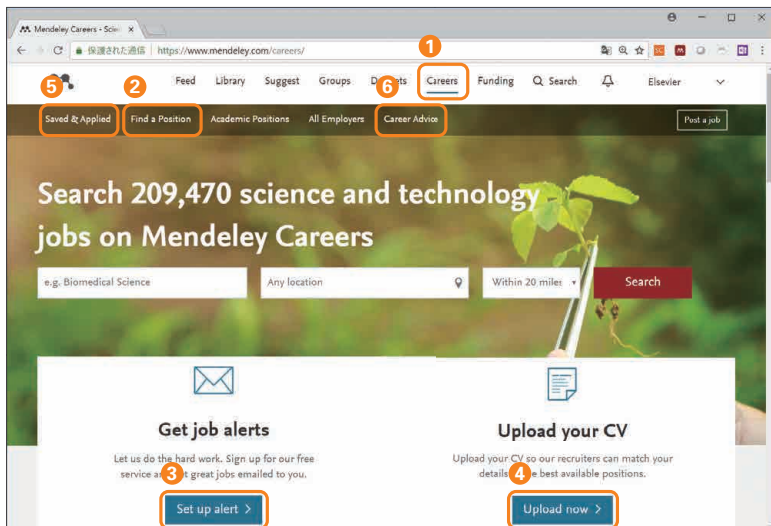 Mendeley Careers - Scie
保護された通信 https://www.mendeley.com/careers/
1
5 2 6
Feed Library Suggest Groups Careers Funding Search Elsevier
Saved & Applied Find a Position Academic Positions All Employers Career Advice Post a job
Search 209,470 science and technology
jobs on Mendeley Careers
e.g. Biomedical Science Any location Within 20 miles Search
Get job alerts Upload your CV
Let us do the hard work. Sign up for our free Upload your CV so our recruiters can match your
service great jobs emailed to you. details best available positions.
3 4
Set up alert > Upload now >